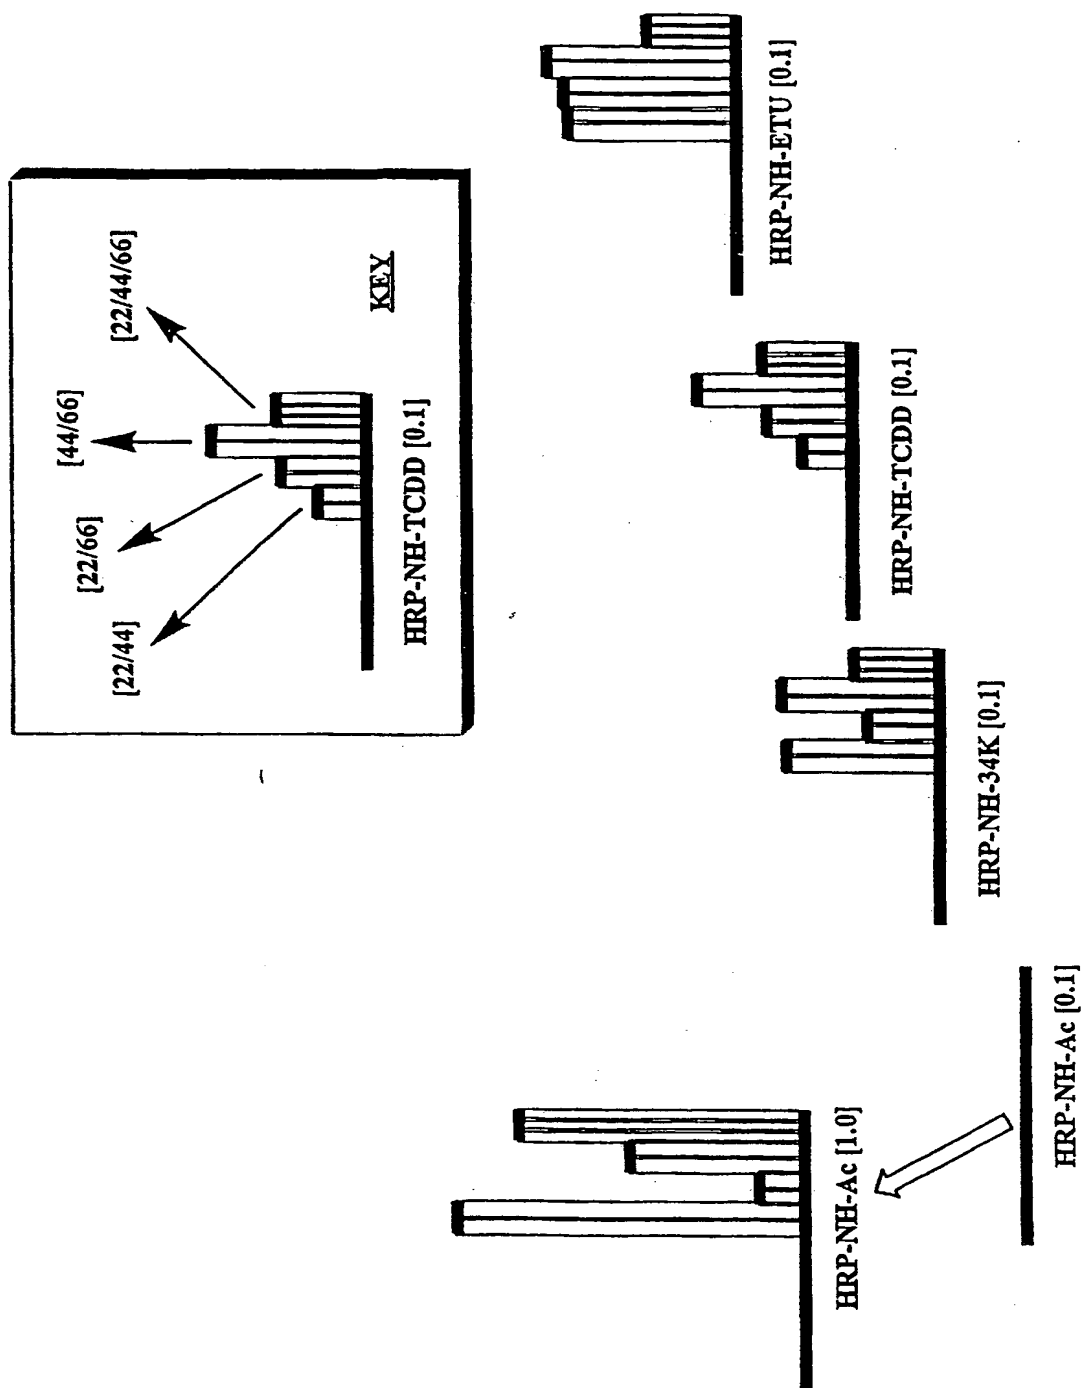 [22/44]
[22/66]
[44/66]
[22/44/66]
KEY
HRP-NH-TCDD [0.1]
HRP-NH-Ac [1.0]
HRP-NH-Ac [0.1]
HRP-NH-34K [0.1]
HRP-NH-TCDD [0.1]
HRP-NH-ETU [0.1]